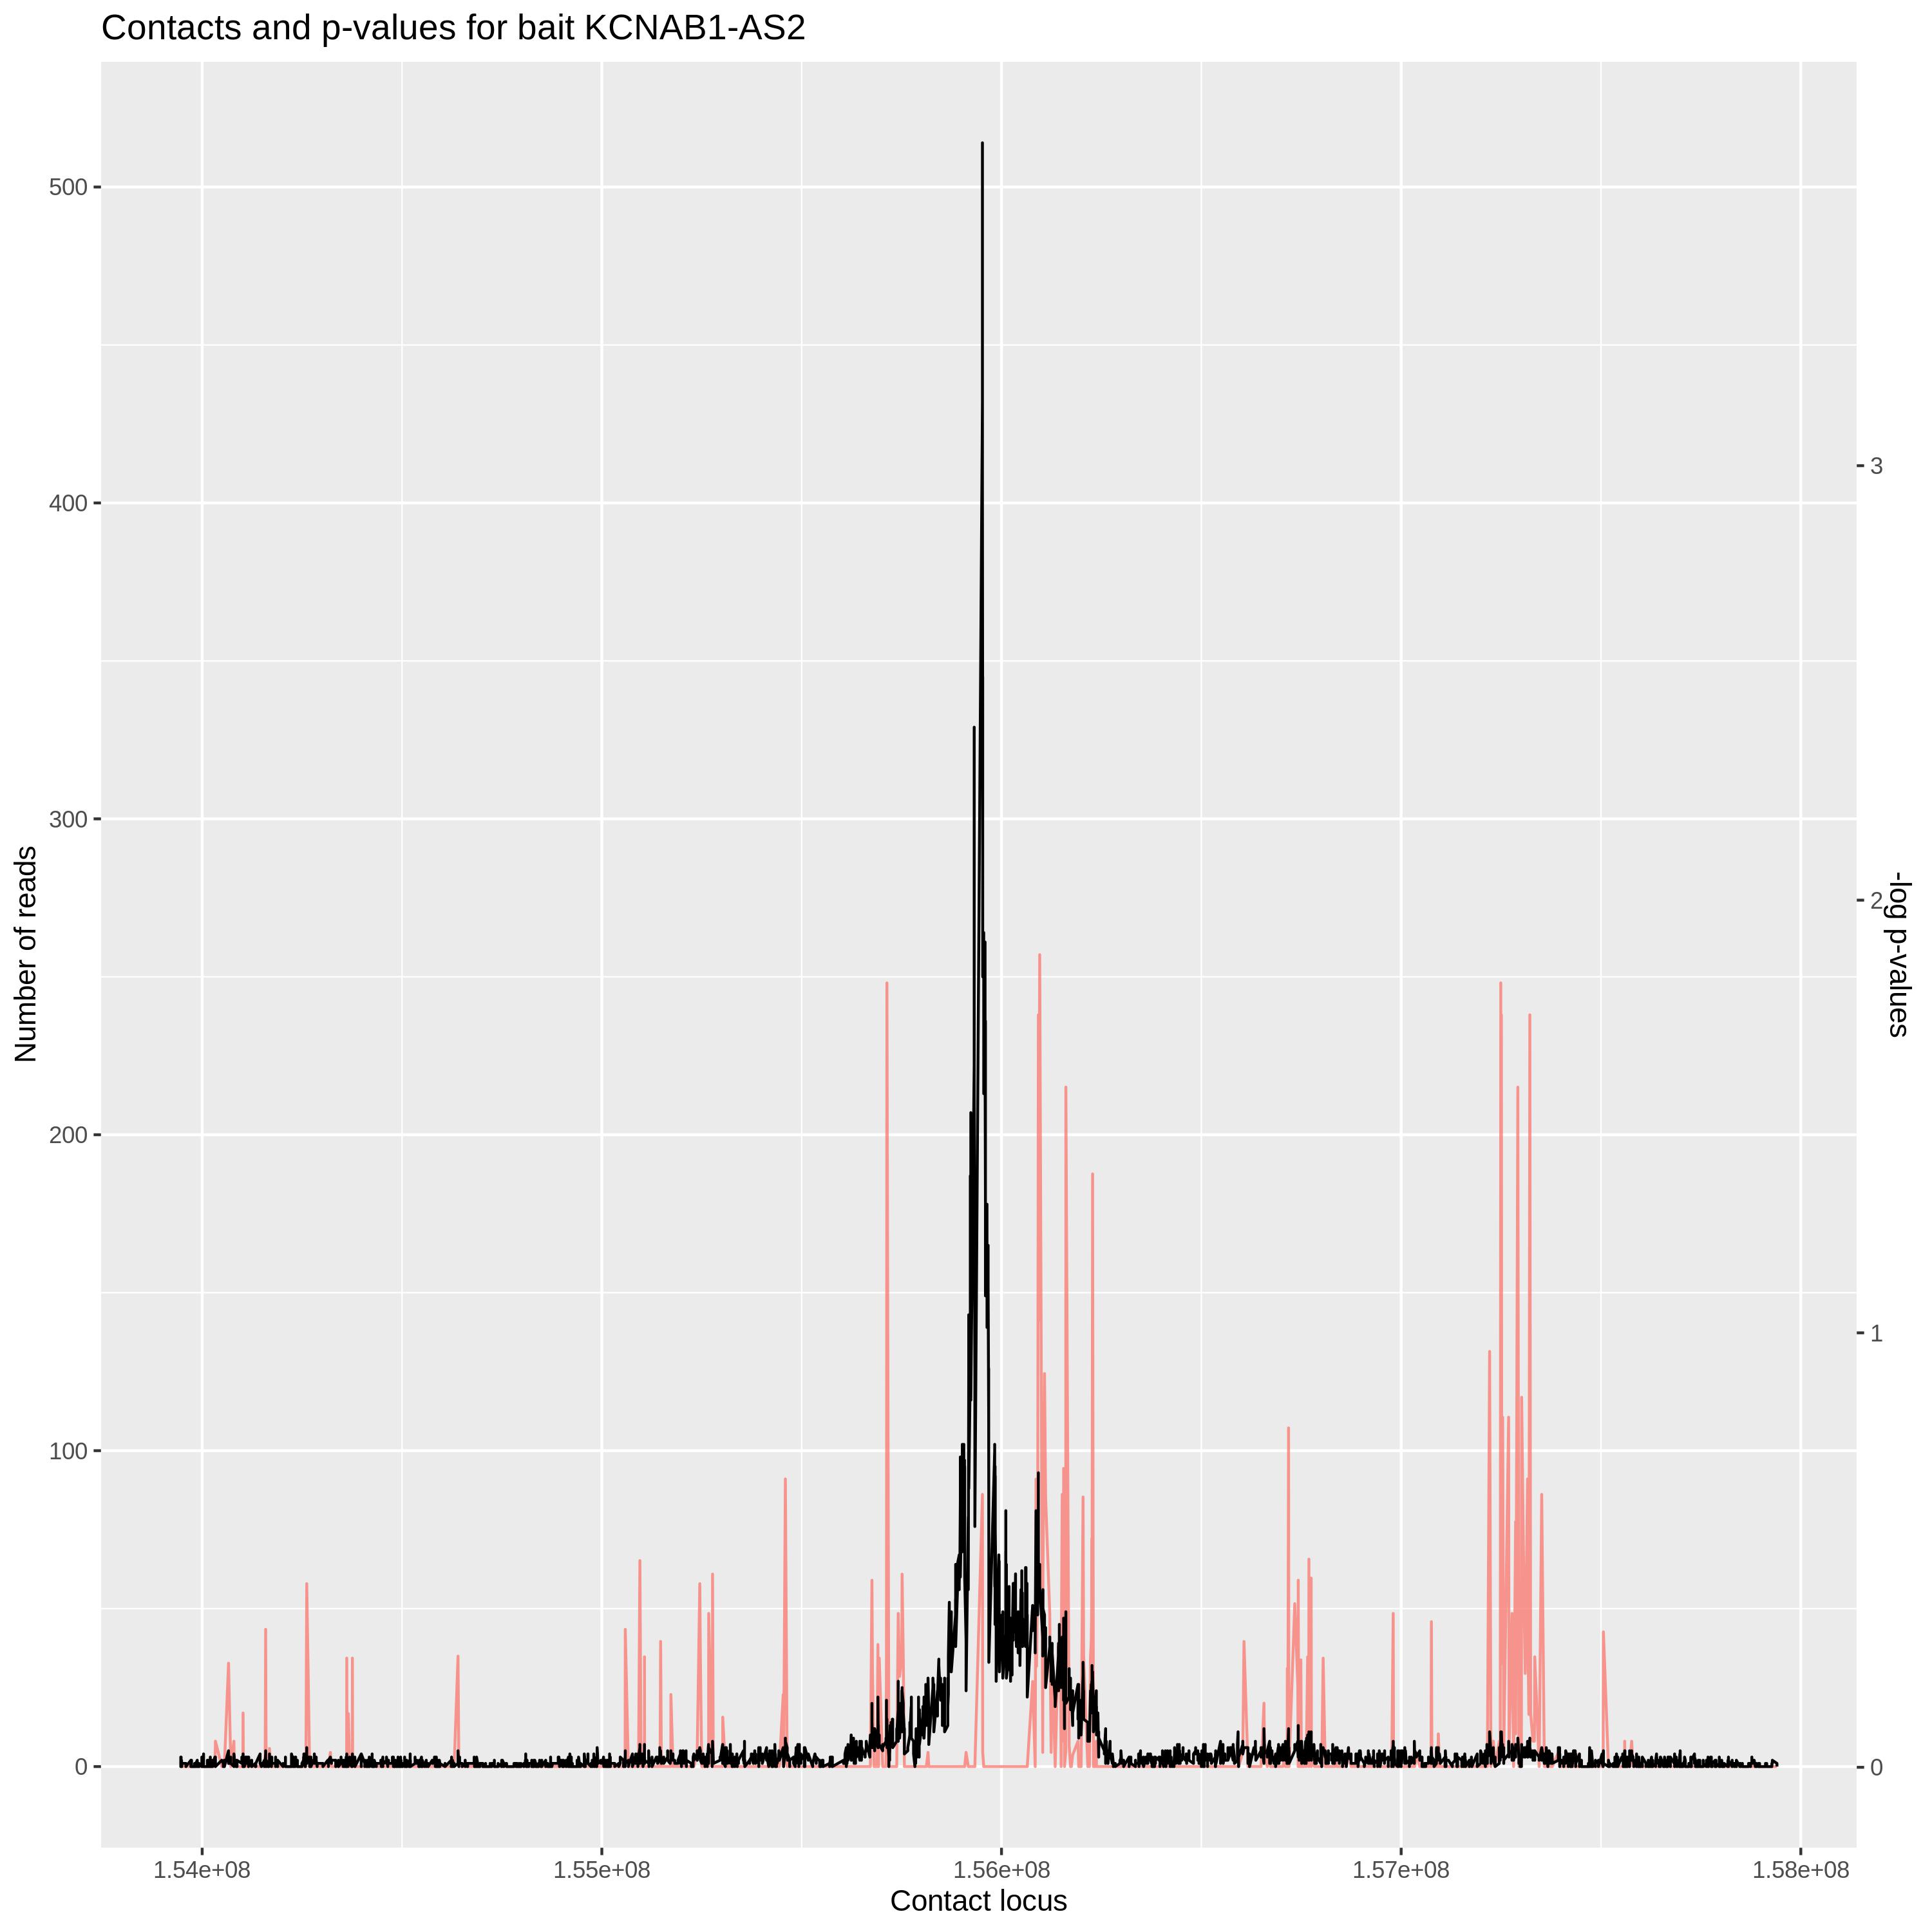 Contacts and p-values for bait KCNAB1-AS2
500
400
300
200
100
0
Number of reads
3
2
1
0
-log p-values
1.54e+08 1.55e+08 1.56e+08 1.57e+08 1.58e+08
Contact locus